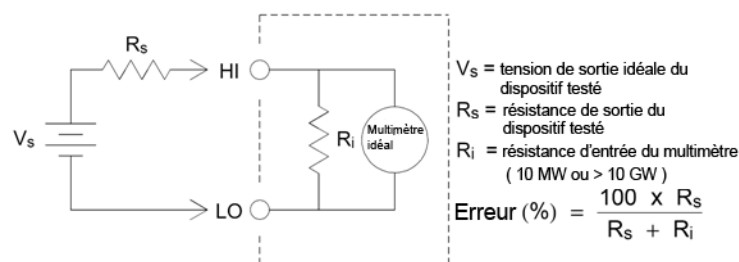 Rs
HI
Vs
Ri
Multimètre
idéal
LO
Vs = tension de sortie idéale du
dispositif testé
Rs = résistance de sortie du
dispositif testé
Ri = résistance d'entrée du multimètre
( 10 MW ou > 10 GW )
Erreur (%) = 100 x Rs
Rs + Ri